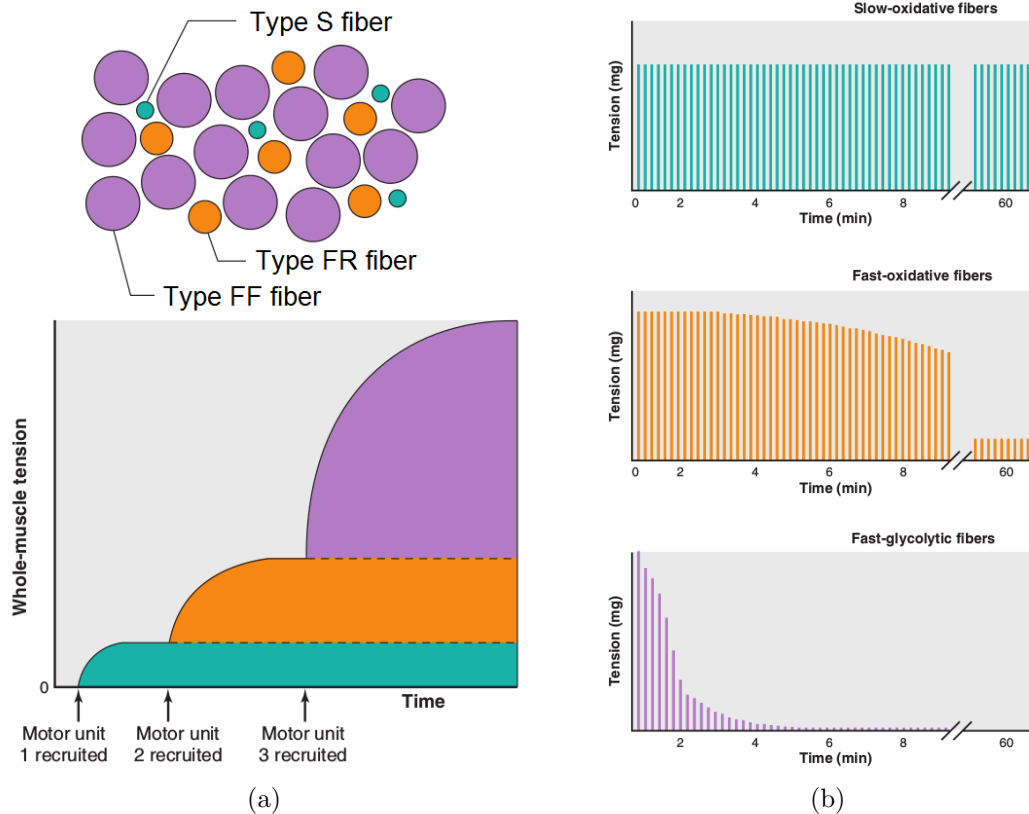 Type S fiber
Type FR fiber
Type FF fiber
Whole-muscle tension
0
Time
Motor unit
1 recruited
Motor unit
2 recruited
Motor unit
3 recruited
(a)
Slow-oxidative fibers
Tension (mg)
0 2 4 6 8 60
Time (min)
Fast-oxidative fibers
Tension (mg)
0 2 4 6 8 60
Time (min)
Fast-glycolytic fibers
Tension (mg)
2 4 6 8 60
Time (min)
(b)